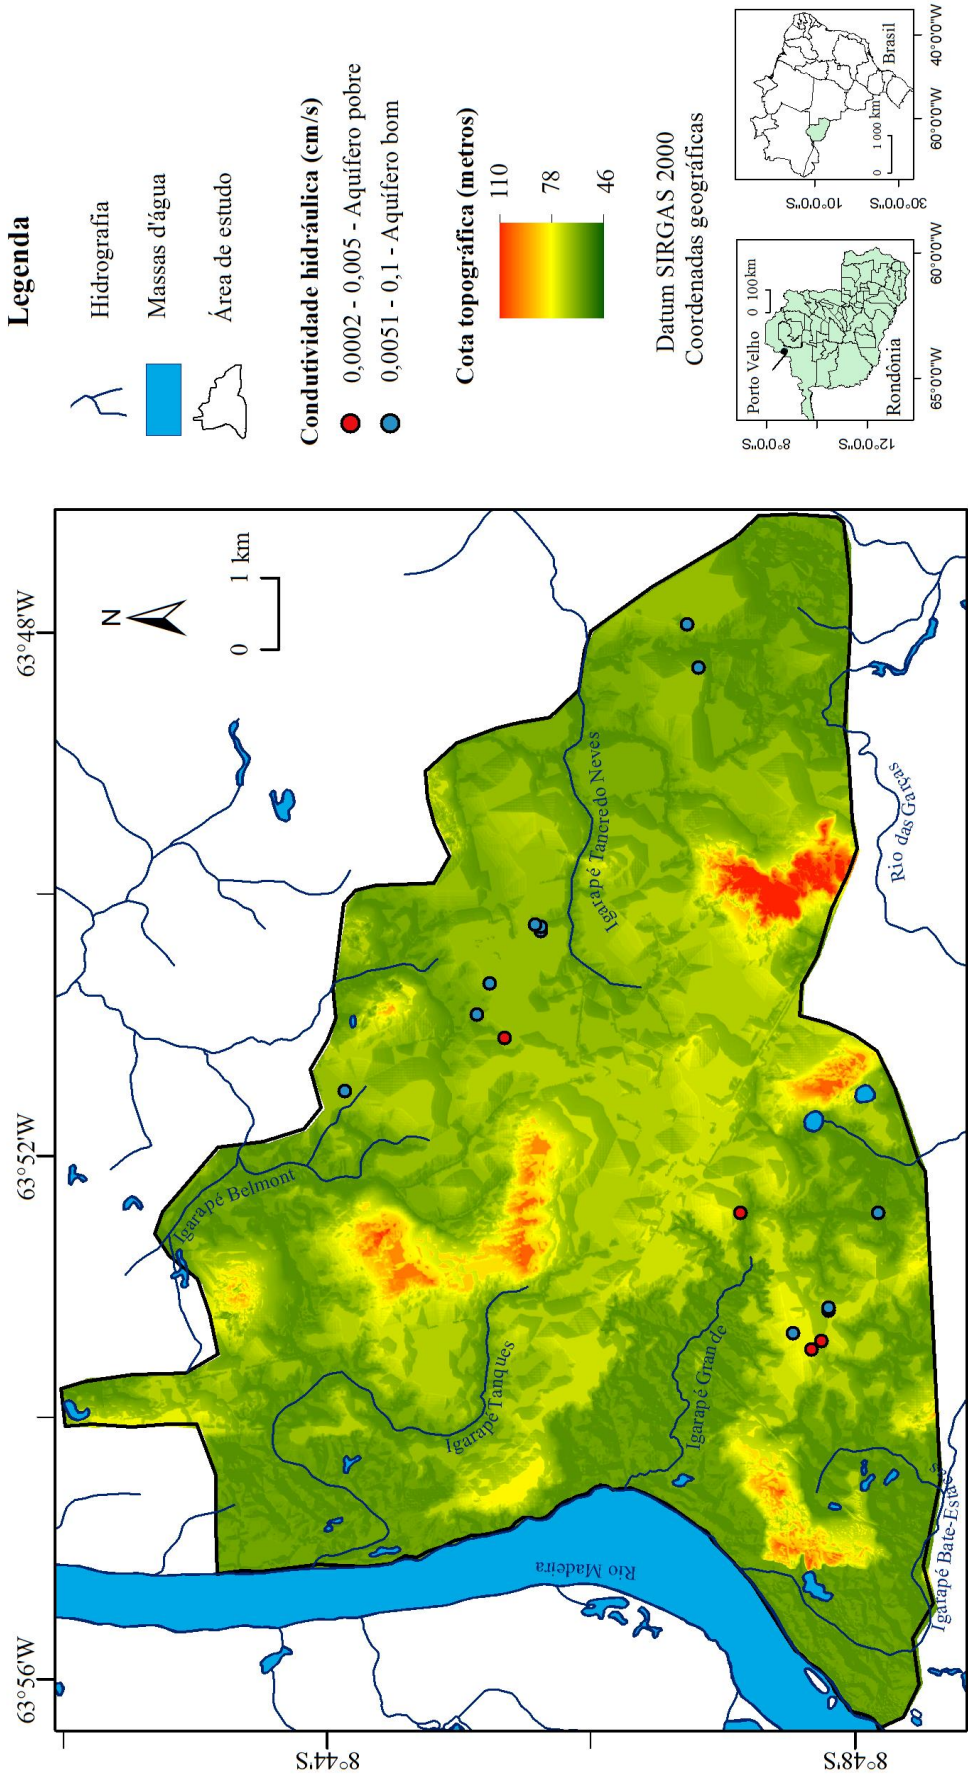 63°56'W
63°52'W
63°48'W
8°44'S
8°48'S
N
0 1 km
Igarapé Belmont
Igarapé Tanques
Igarapé Tancredo Neves
Igarapé Grande
Rio Madeira
Rio das Garças
Igarapé Bate-Estacas
Legenda
Hidrografia
Massas d'água
Área de estudo
Condutividade hidráulica (cm/s)
0,0002 - 0,005 - Aquífero pobre
0,0051 - 0,1 - Aquífero bom
Cota topográfica (metros)
110
78
46
Datum SIRGAS 2000
Coordenadas geográficas
Porto Velho
0 100 km
Rondônia
8°0'0"S
12°0'0"S
65°0'0"W
60°0'0"W
Brasil
0 1 000 km
10°0'0"S
30°0'0"S
60°0'0"W
40°0'0"W